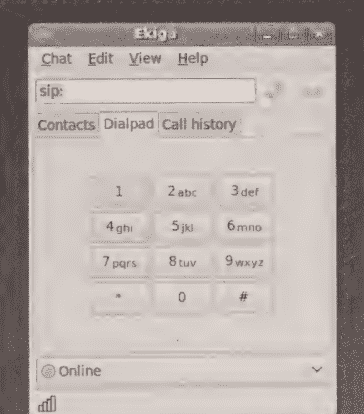 Ekiga
Chat Edit View Help
sip:
Contacts Dialpad Call history
1 2abc 3def
4ghi 5jkl 6mno
7pqrs 8tuv 9wxyz
* 0 #
Online